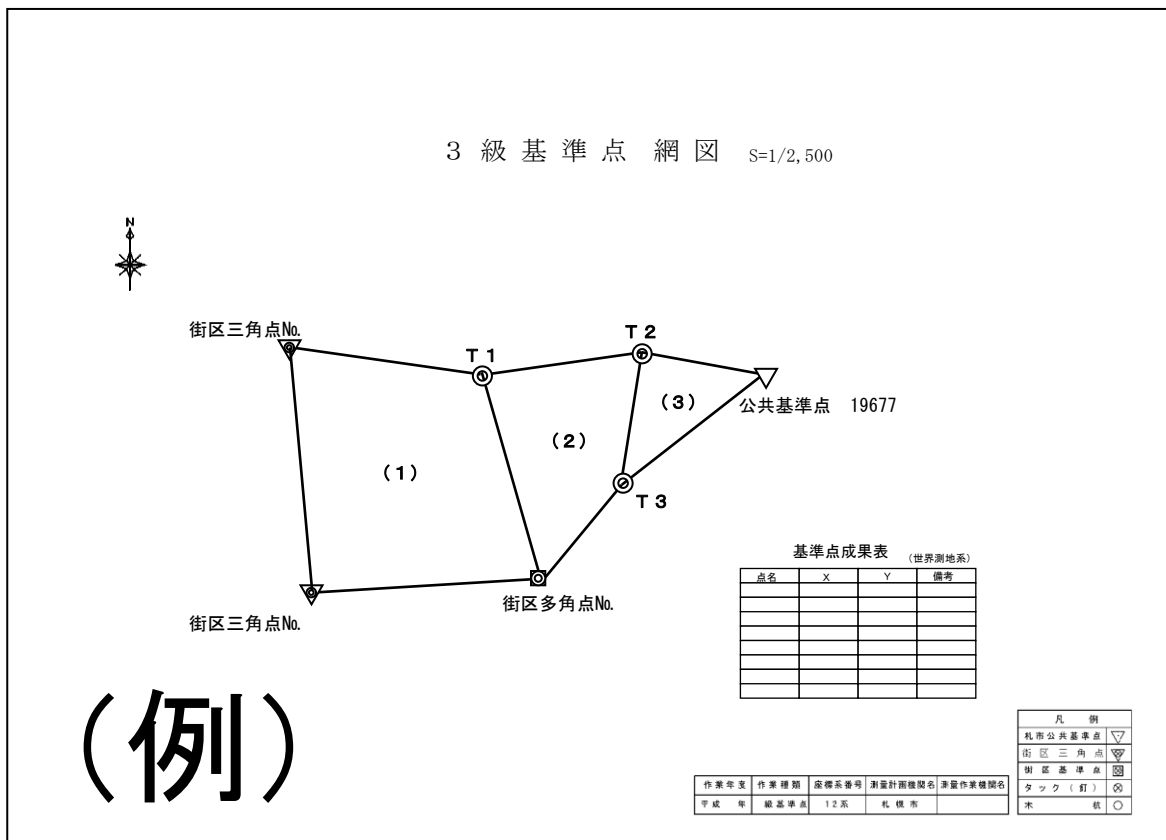 ３級基準点 網図 S=1/2,500
N
街区三角点No.
T1
T2
公共基準点 19677
(3)
(2)
(1)
T3
街区多角点No.
街区三角点No.
基準点成果表 (世界測地系)
点名 X Y 備考
(例)
凡例
札市公共基準点
街区三角点
街区基準点
タック(釘)
木杭
作業年度 作業種類 座標系番号 測量計画機関名 測量作業機関名
平成 年 級基準点 12系 札幌市